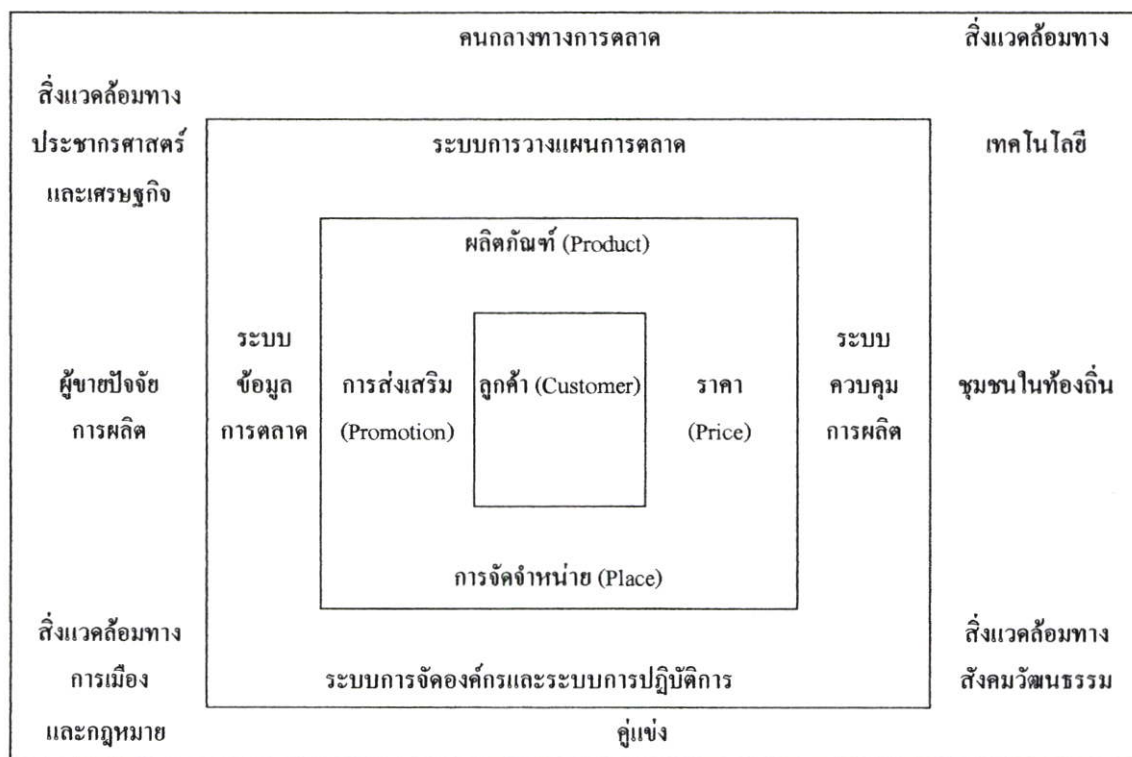 คนกลางทางการตลาด
สิ่งแวดล้อมทาง
เทคโนโลยี
สิ่งแวดล้อมทาง
ประชากรศาสตร์
และเศรษฐกิจ
ระบบการวางแผนการตลาด
ผลิตภัณฑ์ (Product)
ผู้ขายปัจจัย
การผลิต
ระบบ
ข้อมูล
การตลาด
การส่งเสริม
(Promotion)
ลูกค้า (Customer)
ราคา
(Price)
ระบบ
ควบคุม
การผลิต
ชุมชนในท้องถิ่น
การจัดจำหน่าย (Place)
สิ่งแวดล้อมทาง
การเมือง
และกฎหมาย
ระบบการจัดองค์กรและระบบการปฏิบัติการ
สิ่งแวดล้อมทาง
สังคมวัฒนธรรม
คู่แข่ง